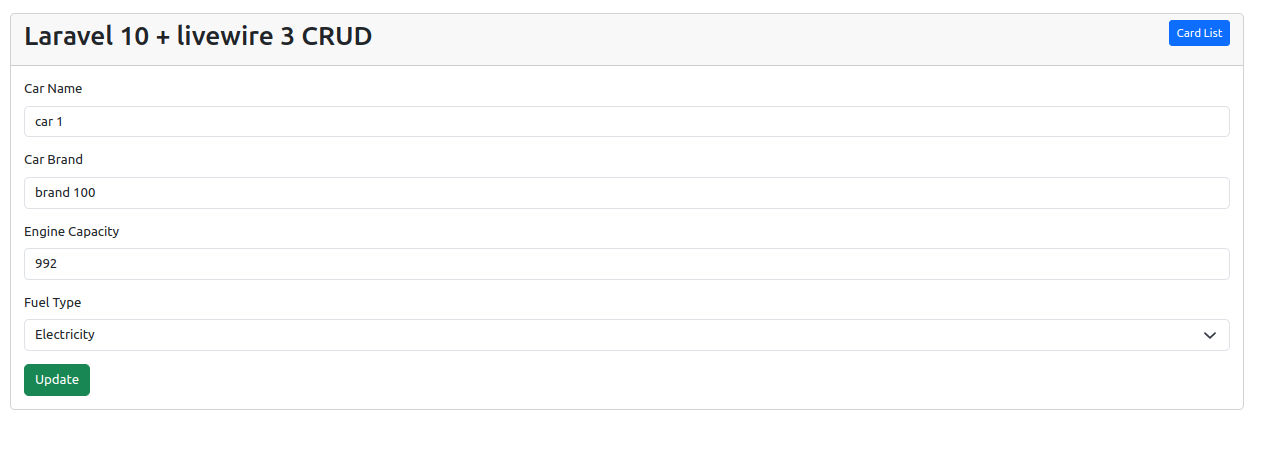 Laravel 10 + livewire 3 CRUD
Card List
Car Name
car 1
Car Brand
brand 100
Engine Capacity
992
Fuel Type
Electricity
Update